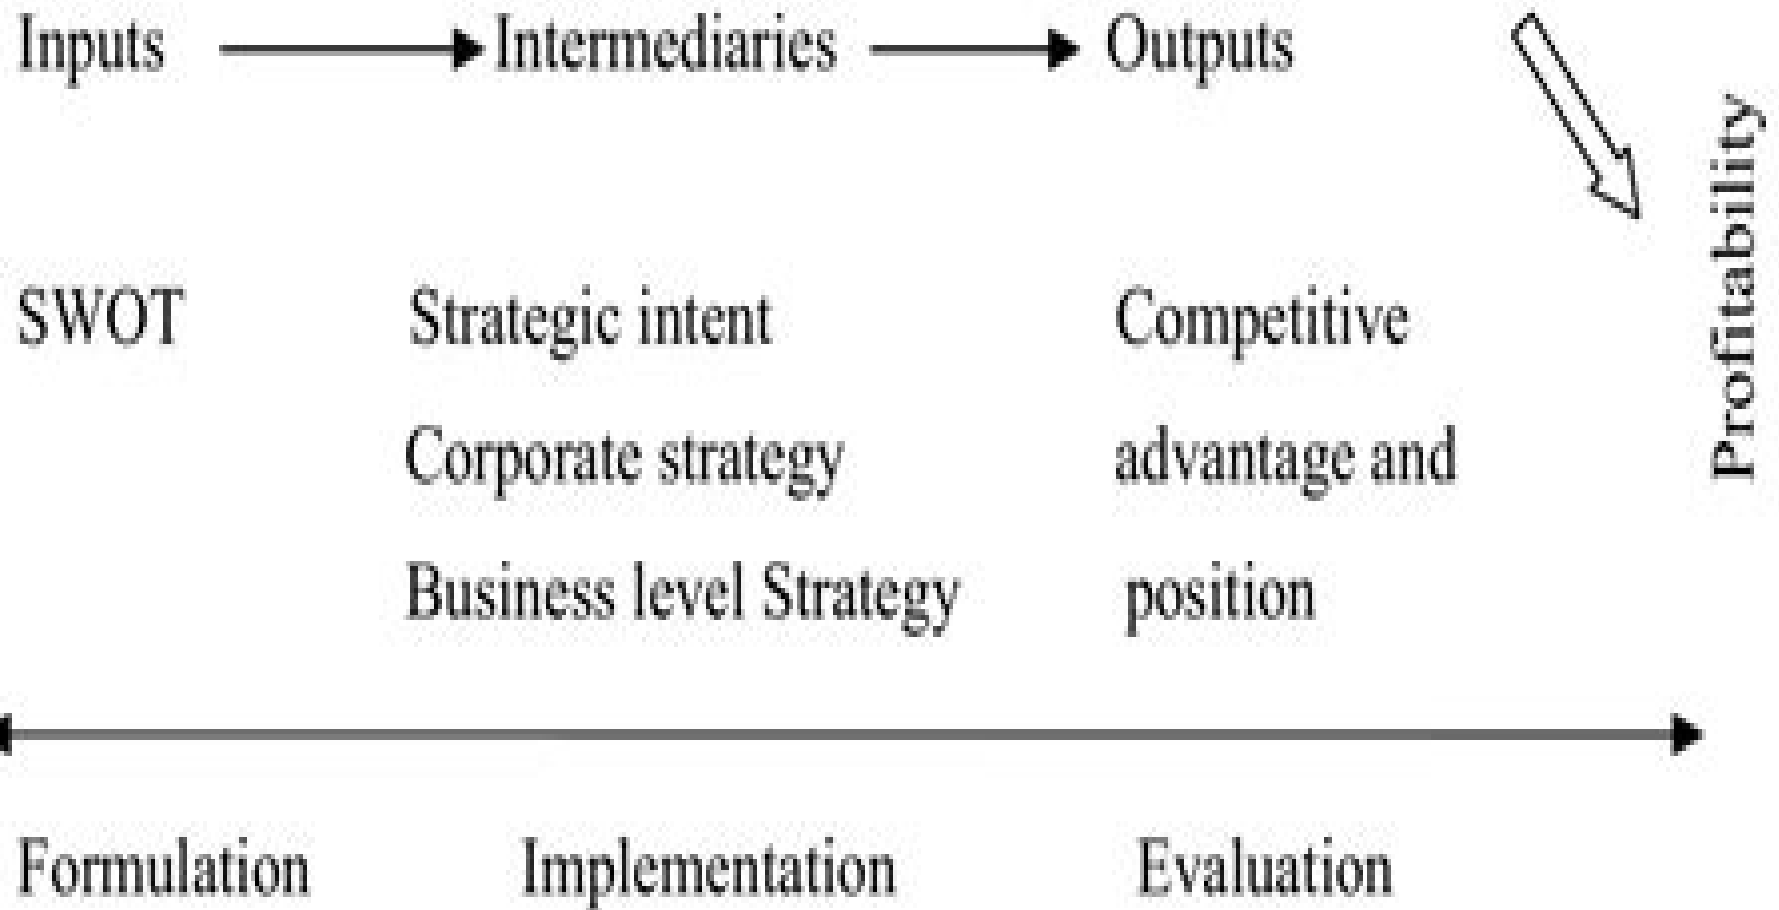 Inputs Intermediaries Outputs
Profitability
SWOT Strategic intent Competitive
Corporate strategy advantage and
Business level Strategy position
Formulation Implementation Evaluation